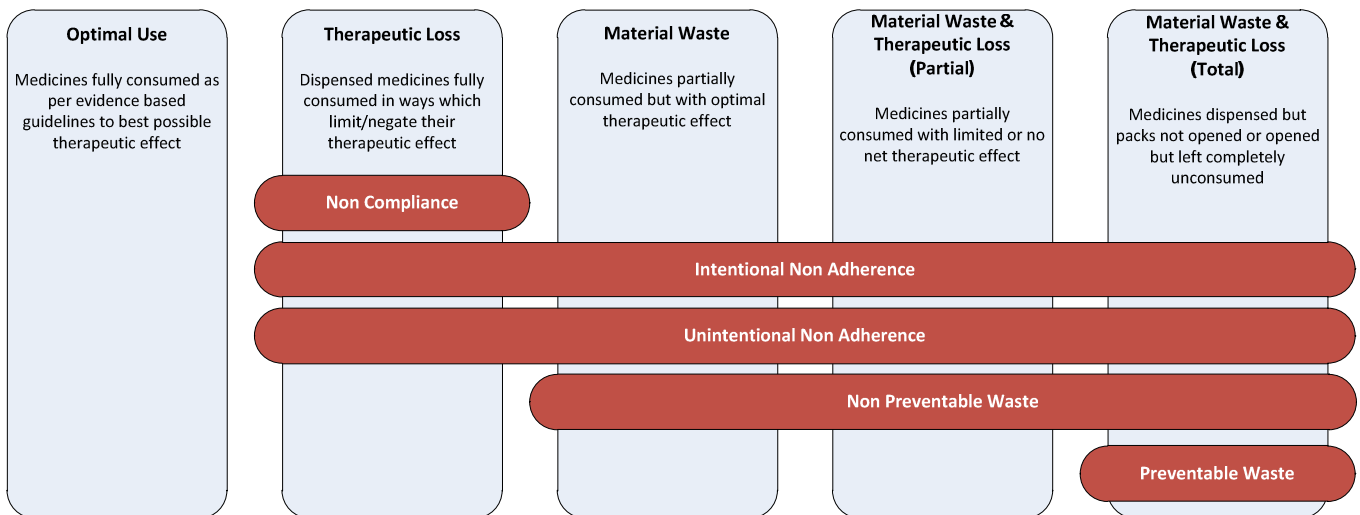 Optimal Use
Medicines fully consumed as
per evidence based
guidelines to best possible
therapeutic effect
Therapeutic Loss
Dispensed medicines fully
consumed in ways which
limit/negate their
therapeutic effect
Material Waste
Medicines partially
consumed but with optimal
therapeutic effect
Material Waste &
Therapeutic Loss
(Partial)
Medicines partially
consumed with limited or no
net therapeutic effect
Material Waste &
Therapeutic Loss
(Total)
Medicines dispensed but
packs not opened or opened
but left completely
unconsumed
Non Compliance
Intentional Non Adherence
Unintentional Non Adherence
Non Preventable Waste
Preventable Waste